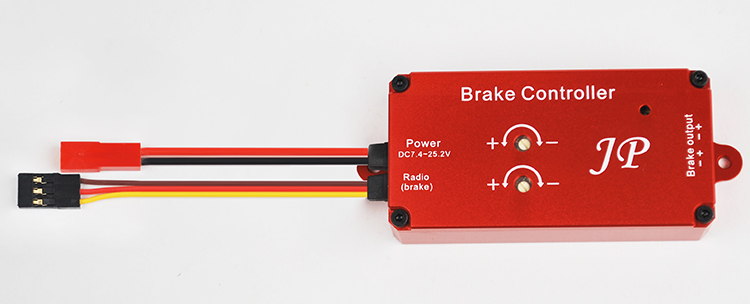 Brake Controller
Power
DC7.4~25.2V
+ −
Radio
(brake)
+ −
JP
Brake output
− + − +